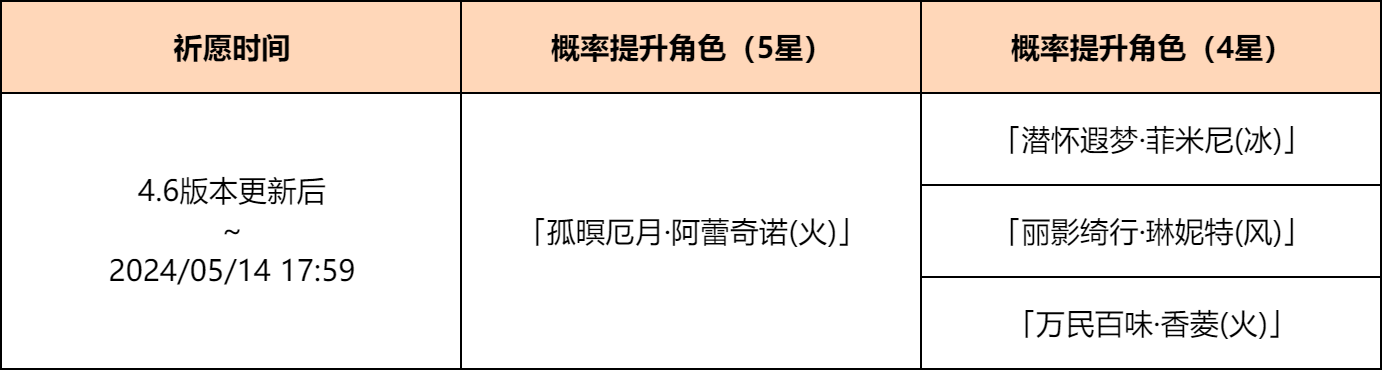 祈愿时间
概率提升角色（5星）
概率提升角色（4星）
4.6版本更新后
~
2024/05/14 17:59
「孤暝厄月·阿蕾奇诺(火)」
「潜怀遐梦·菲米尼(冰)」
「丽影绮行·琳妮特(风)」
「万民百味·香菱(火)」